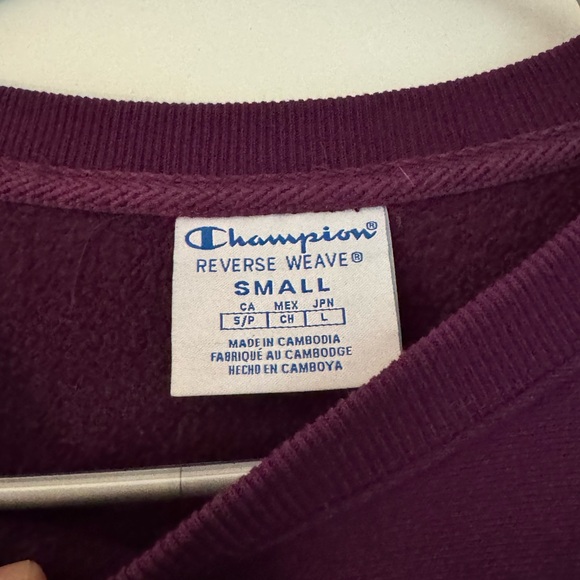 Champion®
REVERSE WEAVE®
SMALL
CA MEX JPN
S/P CH L
MADE IN CAMBODIA
FABRIQUÉ AU CAMBODGE
HECHO EN CAMBOYA